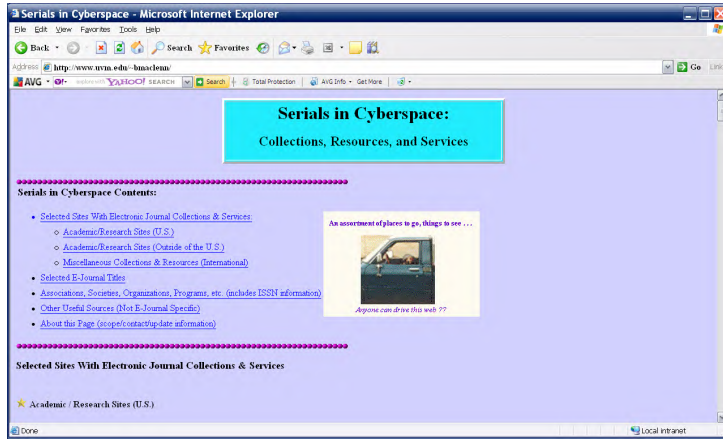 Serials in Cyberspace - Microsoft Internet Explorer
File Edit View Favorites Tools Help
Back Search Favorites
Address http://www.uvm.edu/~bmaclenn/ Go Link
AVG YAHOO! SEARCH Search Total Protection AVG Info Get More
Serials in Cyberspace:
Collections, Resources, and Services
Serials in Cyberspace Contents:
Selected Sites With Electronic Journal Collections & Services:
Academic/Research Sites (U.S.)
Academic/Research Sites (Outside of the U.S.)
Miscellaneous Collections & Resources (International)
Selected E-Journal Titles
Associations, Societies, Organizations, Programs, etc. (includes ISSN information)
Other Useful Sources (Not E-Journal Specific)
About this Page (scope/contact/update information)
An assortment of places to go, things to see . . .
Anyone can drive this web ??
Selected Sites With Electronic Journal Collections & Services
Academic / Research Sites (U.S.)
Done Local intranet